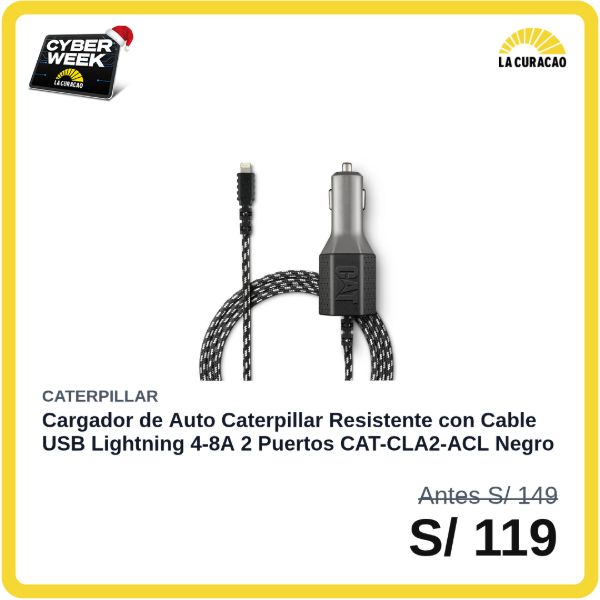 CYBER
WEEK
LA CURACAO
LA CURACAO
CAT
CATERPILLAR
Cargador de Auto Caterpillar Resistente con Cable
USB Lightning 4-8A 2 Puertos CAT-CLA2-ACL Negro
Antes S/ 149
S/ 119